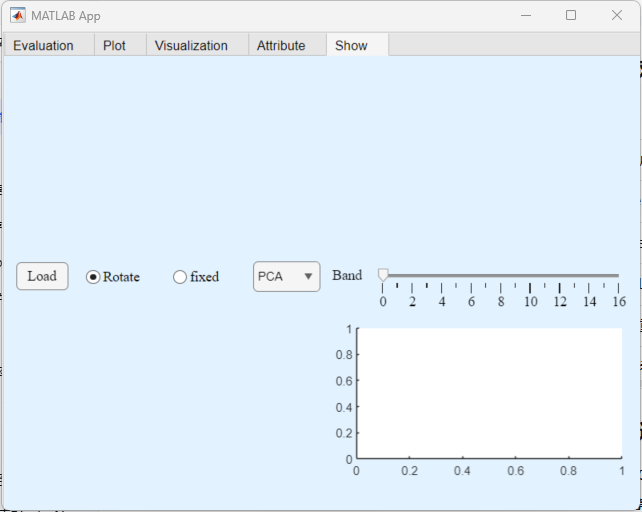 MATLAB App
Evaluation Plot Visualization Attribute Show
Load Rotate fixed PCA Band
0 2 4 6 8 10 12 14 16
1
0.8
0.6
0.4
0.2
0
0 0.2 0.4 0.6 0.8 1